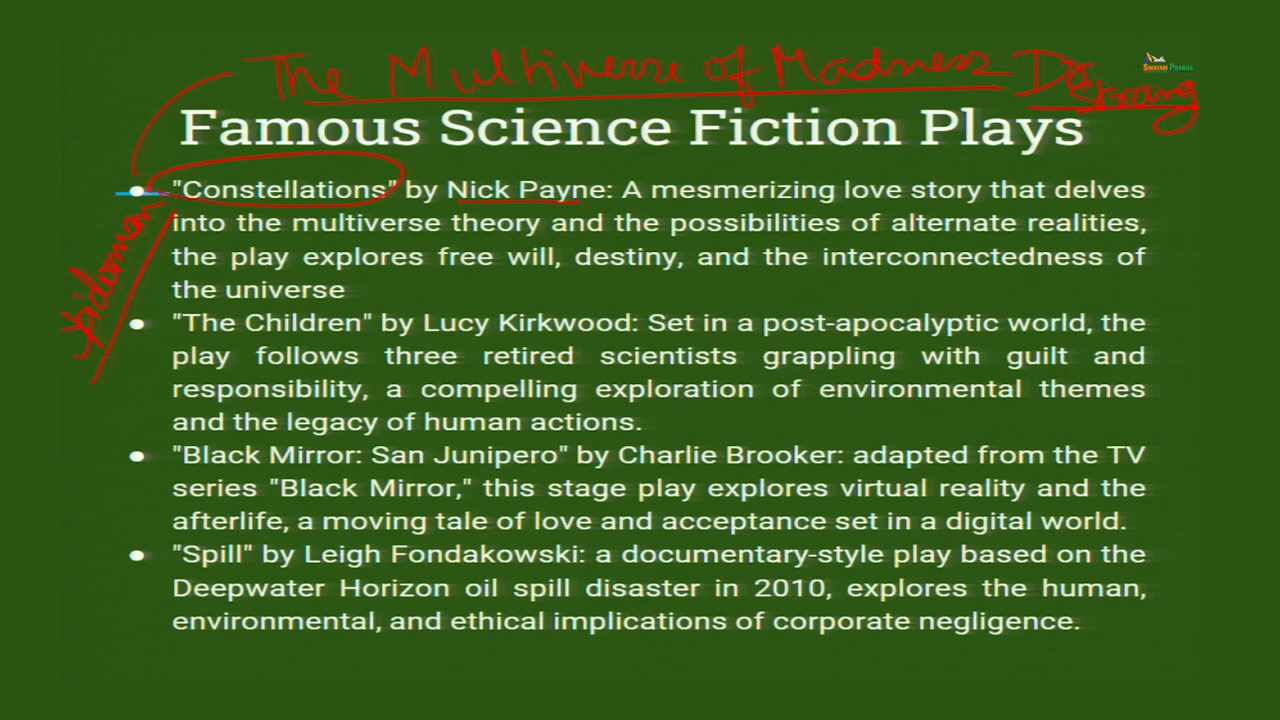 The Multiverse of Madness
SWAYAM PRABHA
Famous Science Fiction Plays
● "Constellations" by Nick Payne: A mesmerizing love story that delves
into the multiverse theory and the possibilities of alternate realities,
the play explores free will, destiny, and the interconnectedness of
the universe
Spiderman
● "The Children" by Lucy Kirkwood: Set in a post-apocalyptic world, the
play follows three retired scientists grappling with guilt and
responsibility, a compelling exploration of environmental themes
and the legacy of human actions.
● "Black Mirror: San Junipero" by Charlie Brooker: adapted from the TV
series "Black Mirror," this stage play explores virtual reality and the
afterlife, a moving tale of love and acceptance set in a digital world.
● "Spill" by Leigh Fondakowski: a documentary-style play based on the
Deepwater Horizon oil spill disaster in 2010, explores the human,
environmental, and ethical implications of corporate negligence.